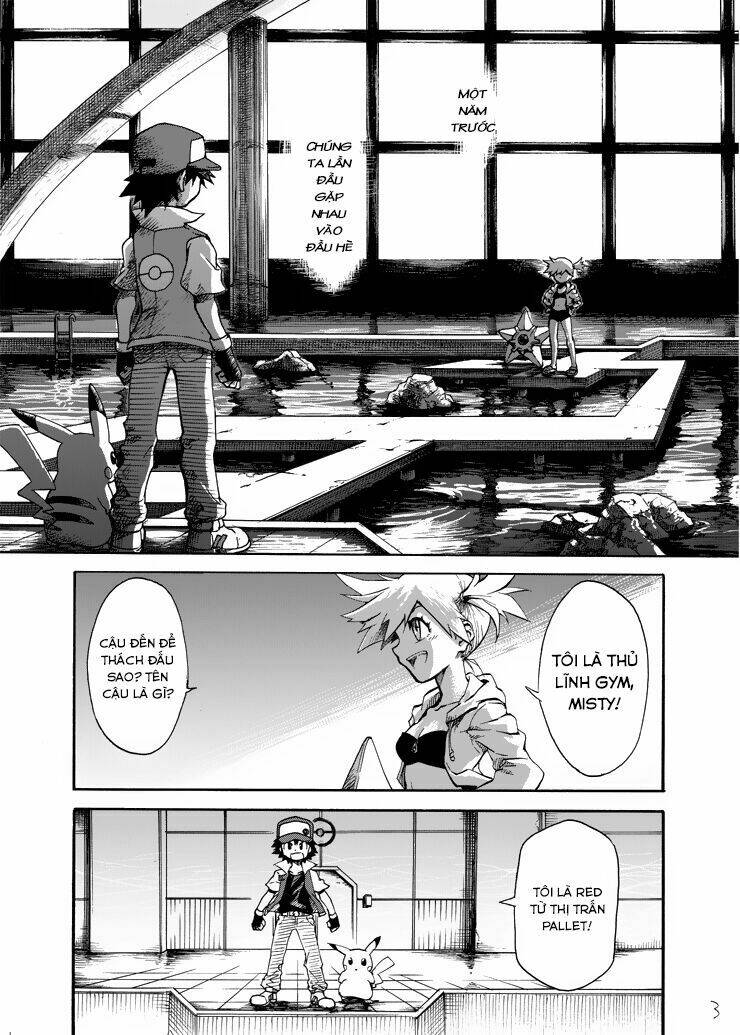 MỘT
NĂM
TRƯỚC
CHÚNG
TA LẦN
ĐẦU
GẶP
NHAU
VÀO
ĐẦU HÈ
TÔI LÀ THỦ
LĨNH GYM,
MISTY!
CẬU ĐẾN ĐỂ
THÁCH ĐẤU
SAO? TÊN
CẬU LÀ GÌ?
TÔI LÀ RED
TỪ THỊ TRẤN
PALLET!
3